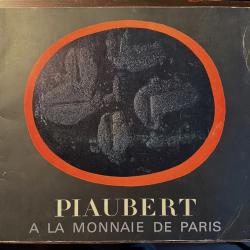 PIAUBERT
A LA MONNAIE DE PARIS